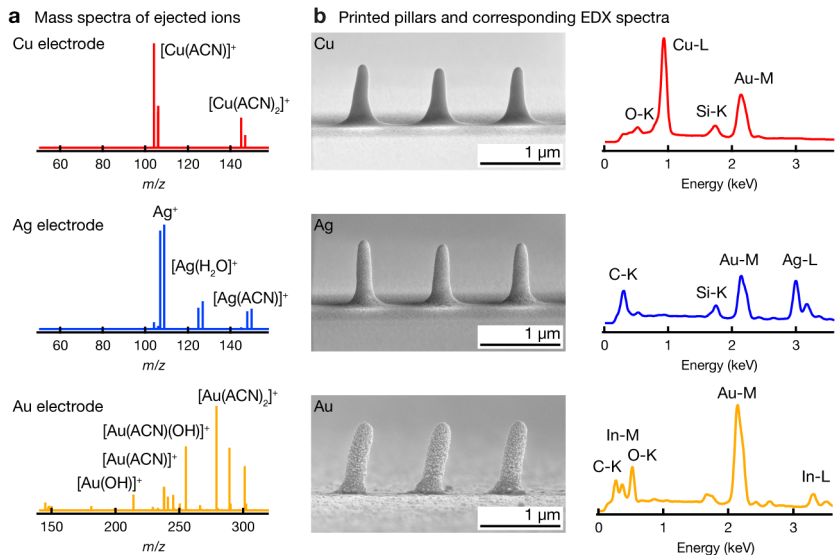 a Mass spectra of ejected ions
b Printed pillars and corresponding EDX spectra
Cu electrode
[Cu(ACN)]⁺
[Cu(ACN)₂]⁺
60 80 100 120 140
m/z
Cu
1 μm
Cu-L
Au-M
O-K
Si-K
0 1 2 3
Energy (keV)
Ag electrode
Ag⁺
[Ag(H₂O]⁺
[Ag(ACN)]⁺
60 80 100 120 140
m/z
Ag
1 μm
C-K
Si-K
Au-M
Ag-L
0 1 2 3
Energy (keV)
Au electrode
[Au(ACN)₂]⁺
[Au(ACN)(OH)]⁺
[Au(ACN)]⁺
[Au(OH)]⁺
150 200 250 300
m/z
Au
1 μm
Au-M
In-M
O-K
C-K
In-L
0 1 2 3
Energy (keV)